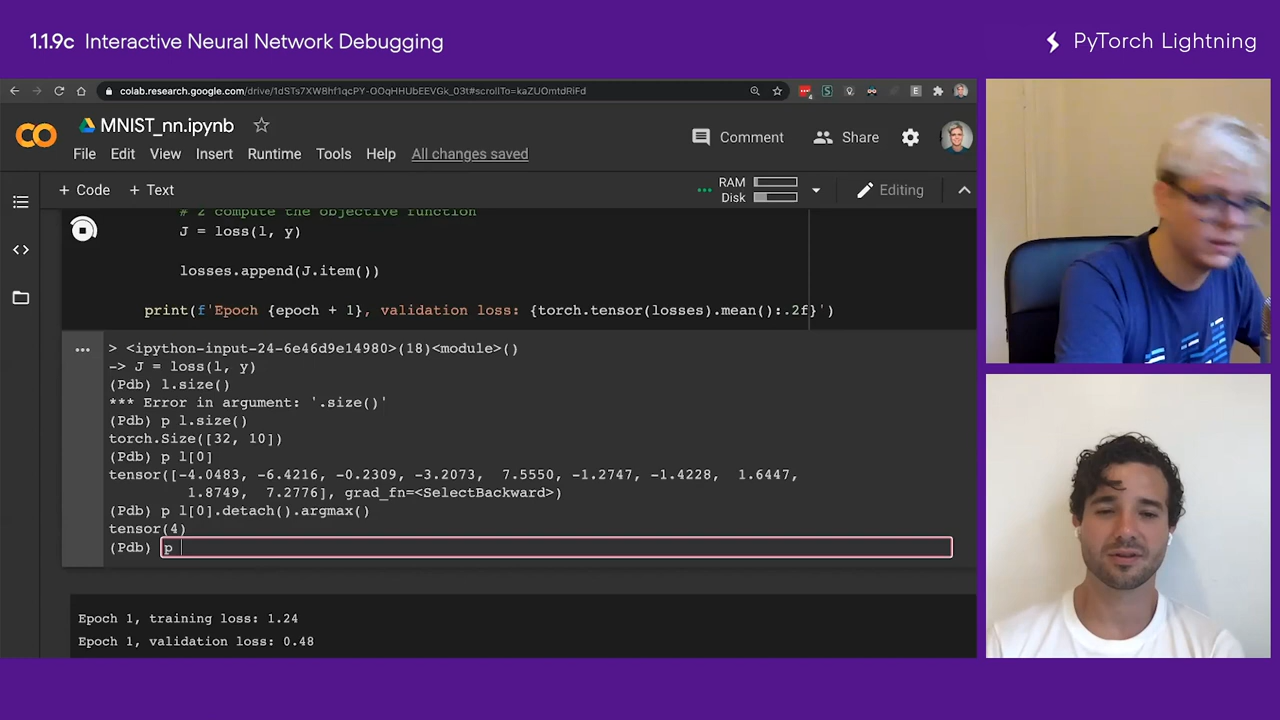 1.1.9c Interactive Neural Network Debugging
PyTorch Lightning
colab.research.google.com/drive/1dSTs7XW8hf1qcPY-OOqHHUbEEVGk_03t#scrollTo=kaZUOmtdRiFd
MNIST_nn.ipynb
Comment
Share
File Edit View Insert Runtime Tools Help All changes saved
+ Code + Text
RAM
Disk
Editing
# 2 compute the objective function
J = loss(l, y)
losses.append(J.item())
print(f'Epoch {epoch + 1}, validation loss: {torch.tensor(losses).mean():.2f}')
> <ipython-input-24-6e46d9e14980>(18)<module>()
-> J = loss(l, y)
(Pdb) l.size()
*** Error in argument: '.size()'
(Pdb) p l.size()
torch.Size([32, 10])
(Pdb) p l[0]
tensor([-4.0483, -6.4216, -0.2309, -3.2073, 7.5550, -1.2747, -1.4228, 1.6447,
1.8749, 7.2776], grad_fn=<SelectBackward>)
(Pdb) p l[0].detach().argmax()
tensor(4)
(Pdb) p
Epoch 1, training loss: 1.24
Epoch 1, validation loss: 0.48